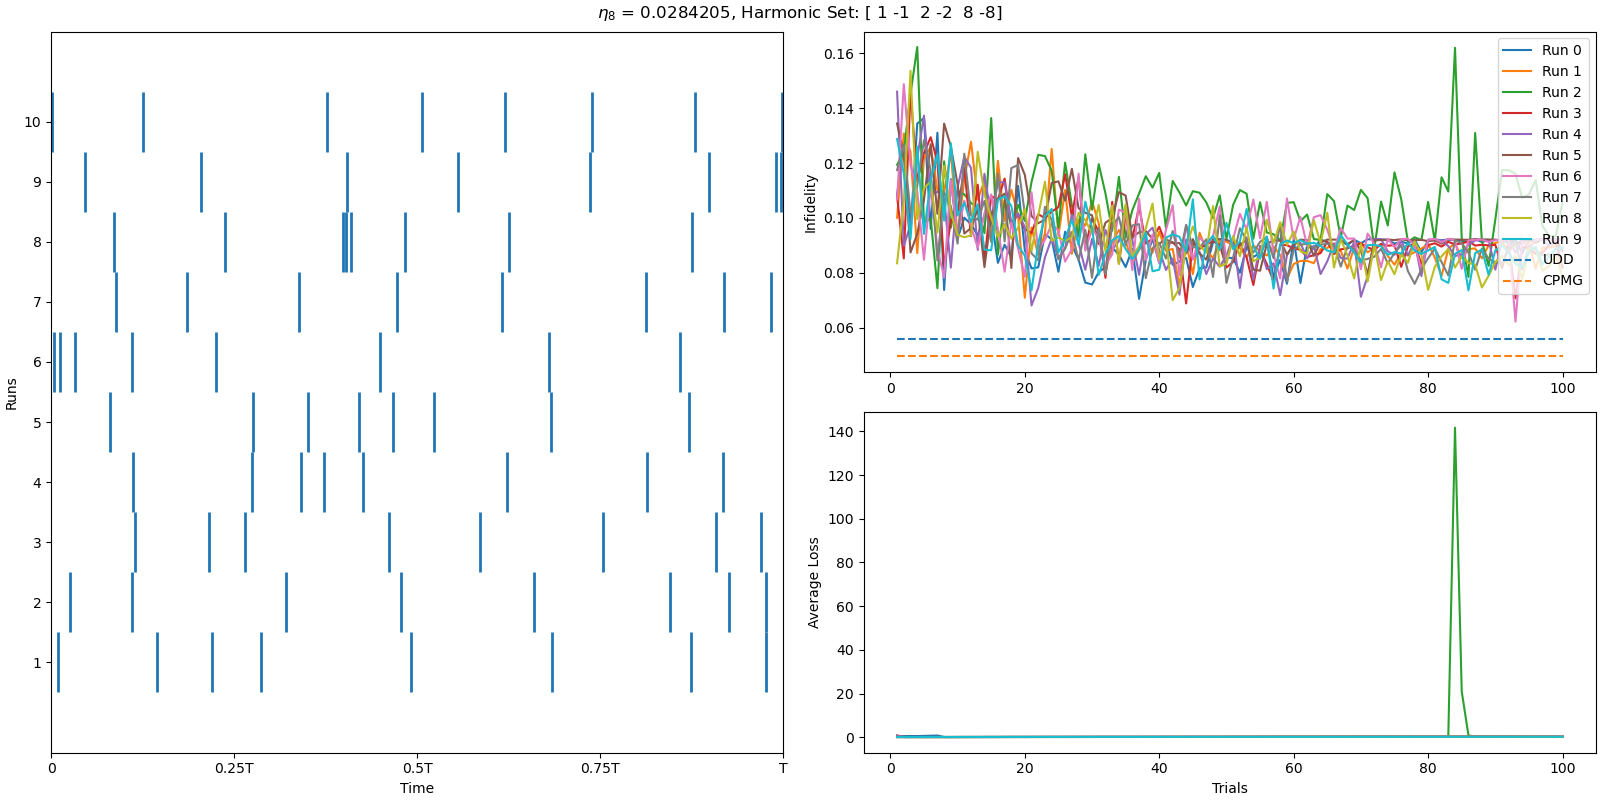 η8 = 0.0284205, Harmonic Set: [ 1 -1  2 -2  8 -8]
Runs
10
9
8
7
6
5
4
3
2
1
0
0.25T
0.5T
0.75T
T
Time
Infidelity
0.16
0.14
0.12
0.10
0.08
0.06
0
20
40
60
80
100
Run 0
Run 1
Run 2
Run 3
Run 4
Run 5
Run 6
Run 7
Run 8
Run 9
UDD
CPMG
Average Loss
140
120
100
80
60
40
20
0
0
20
40
60
80
100
Trials